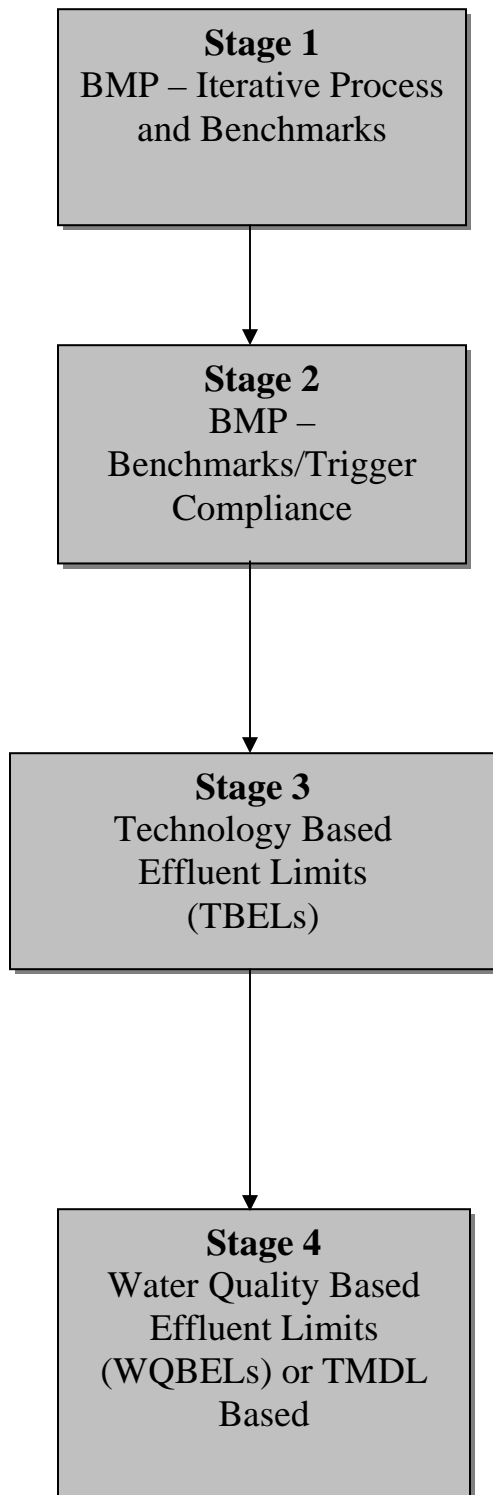 Stage 1
BMP – Iterative Process
and Benchmarks
Stage 2
BMP –
Benchmarks/Trigger
Compliance
Stage 3
Technology Based
Effluent Limits
(TBELs)
Stage 4
Water Quality Based
Effluent Limits
(WQBELs) or TMDL
Based